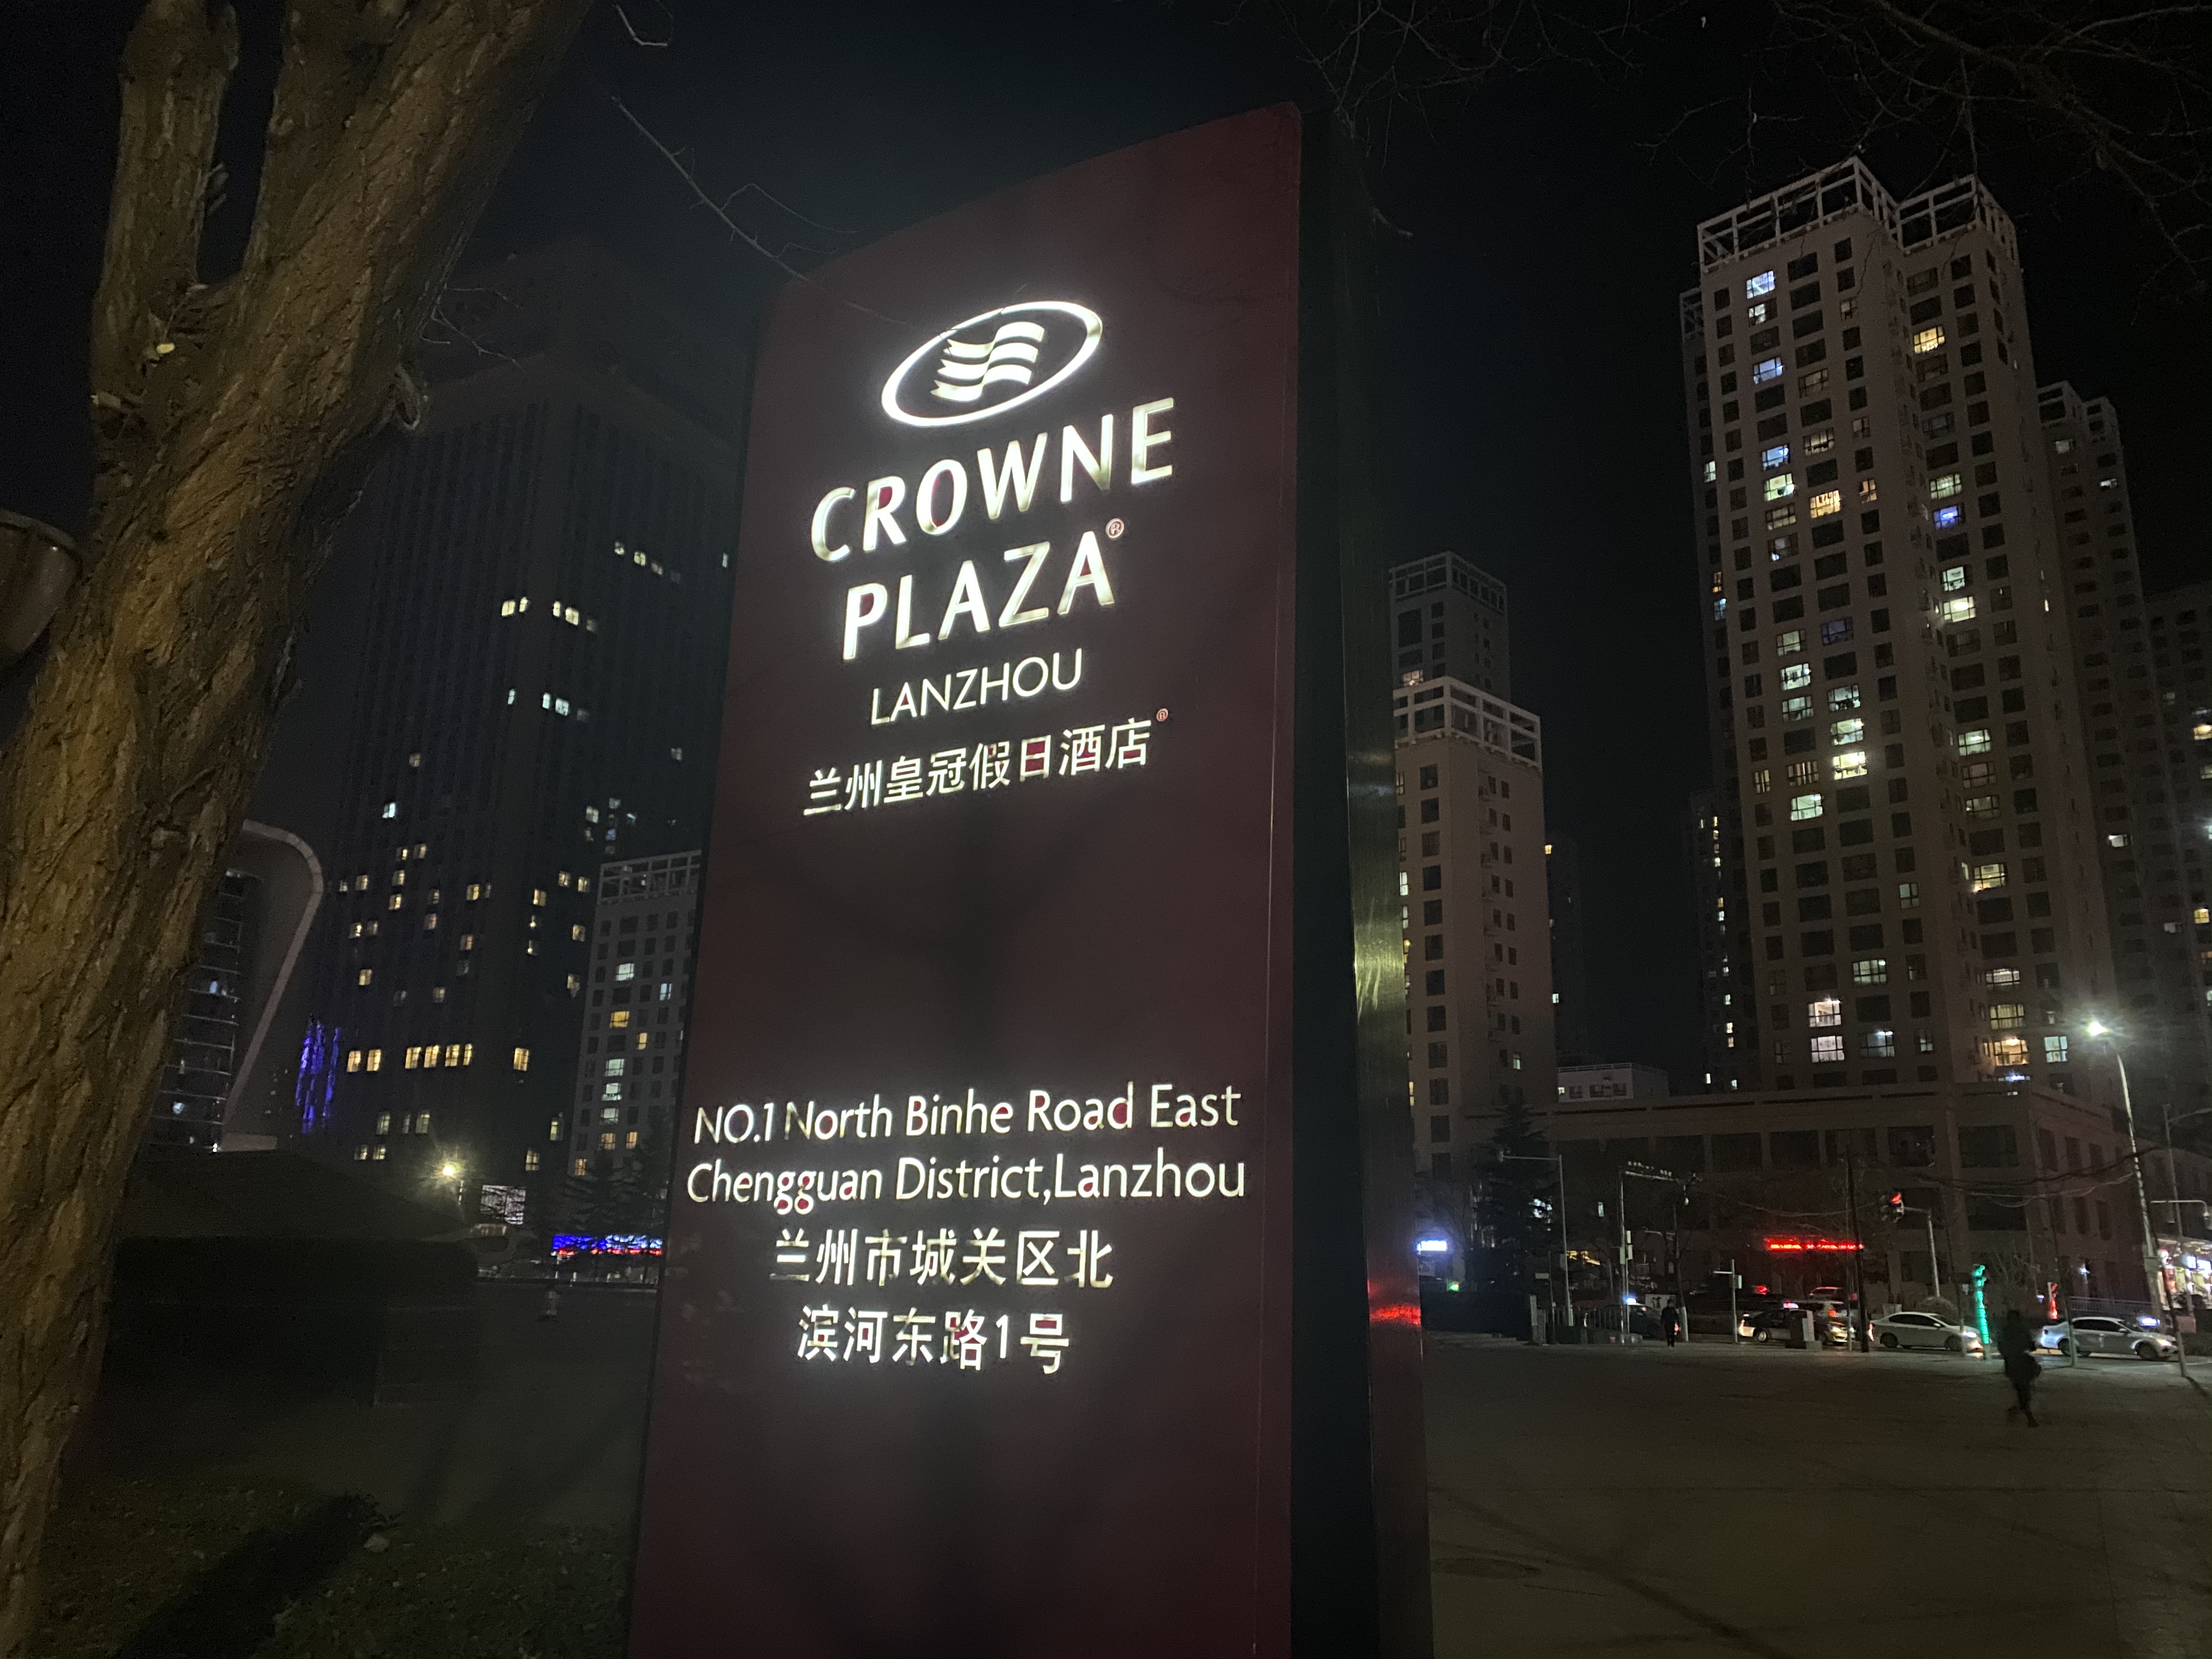 CROWNE
PLAZA®
LANZHOU
兰州皇冠假日酒店®
NO.1 North Binhe Road East
Chengguan District,Lanzhou
兰州市城关区北
滨河东路1号